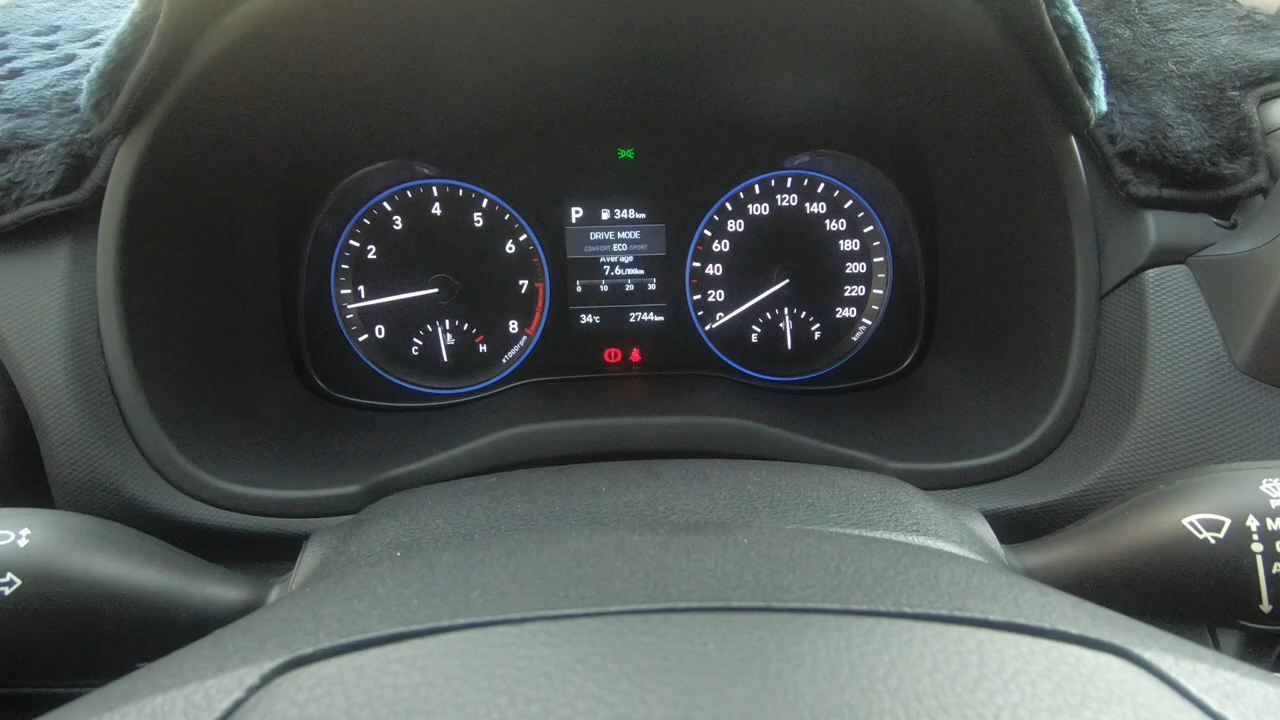 P 348km
DRIVE MODE
COMFORT·ECO·SPORT
Average
7.6L/100km
0 10 20 30
34°C 2744km
0 1 2 3 4 5 6 7 8
x1000rpm
C H
0 20 40 60 80 100 120 140 160 180 200 220 240
km/h
E F
M